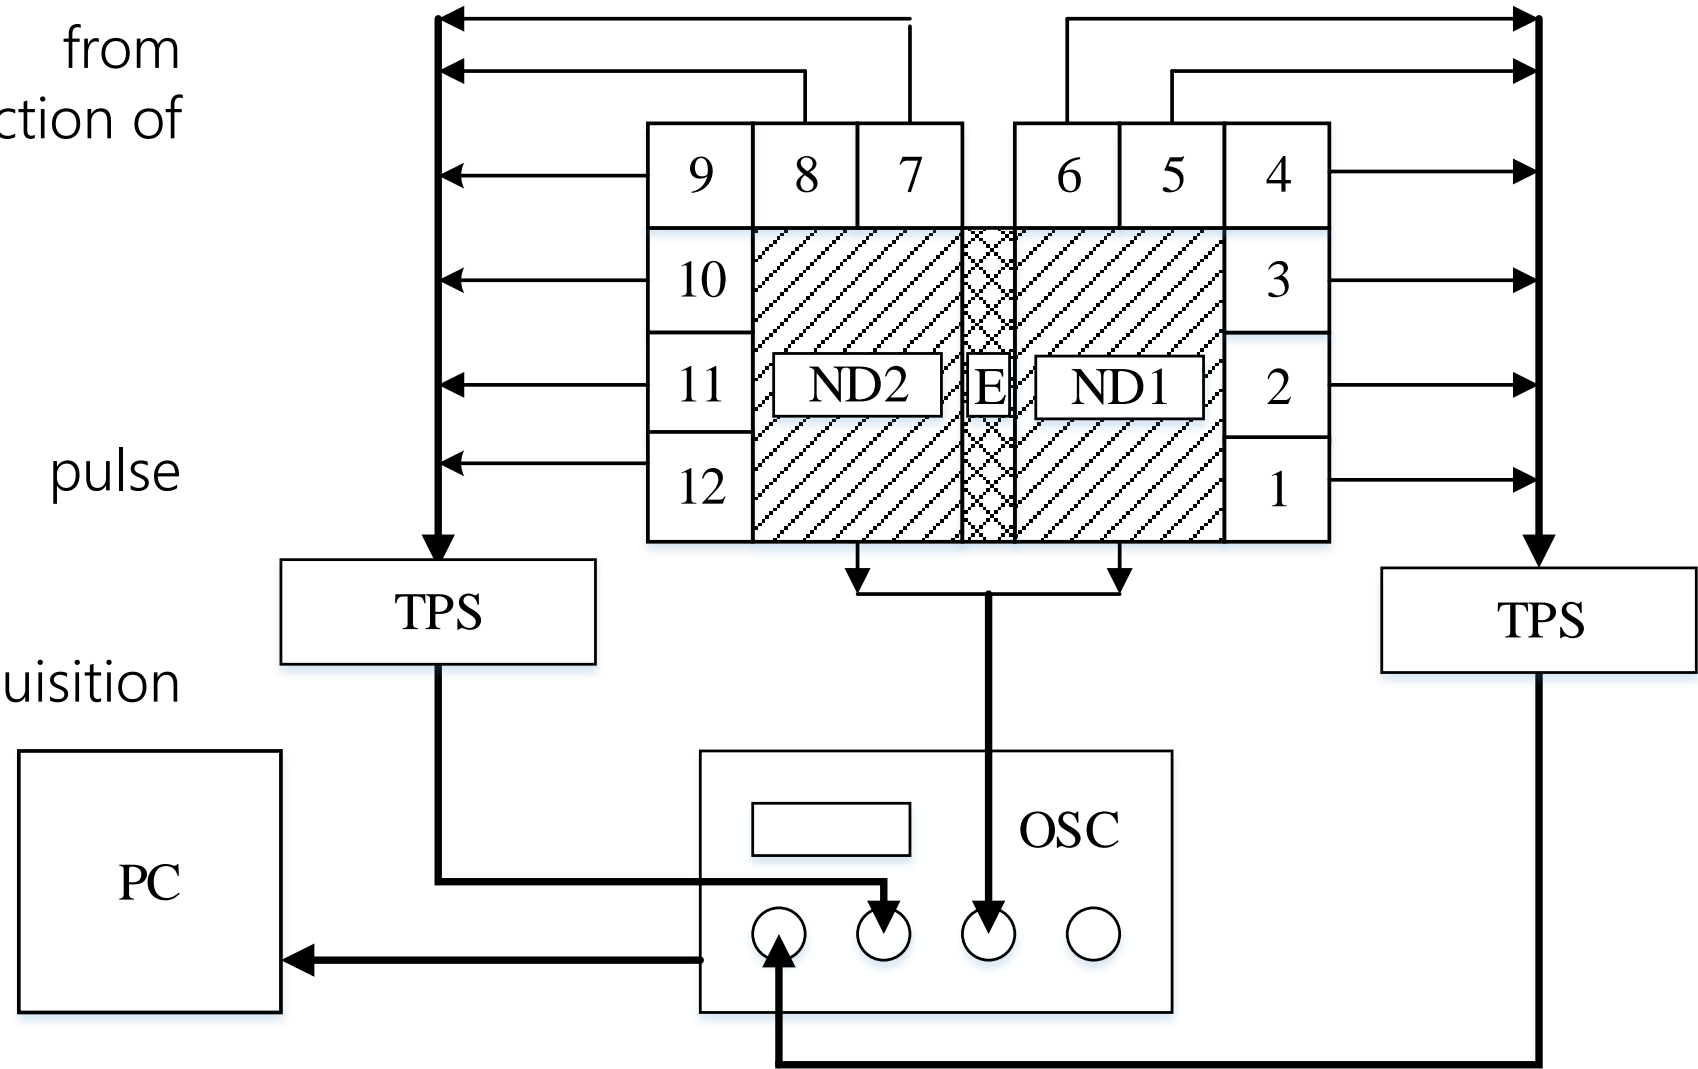 from
ction of
9 8 7 6 5 4
10 3
11 ND2 E ND1 2
pulse
12 1
TPS TPS
uisition
OSC
PC